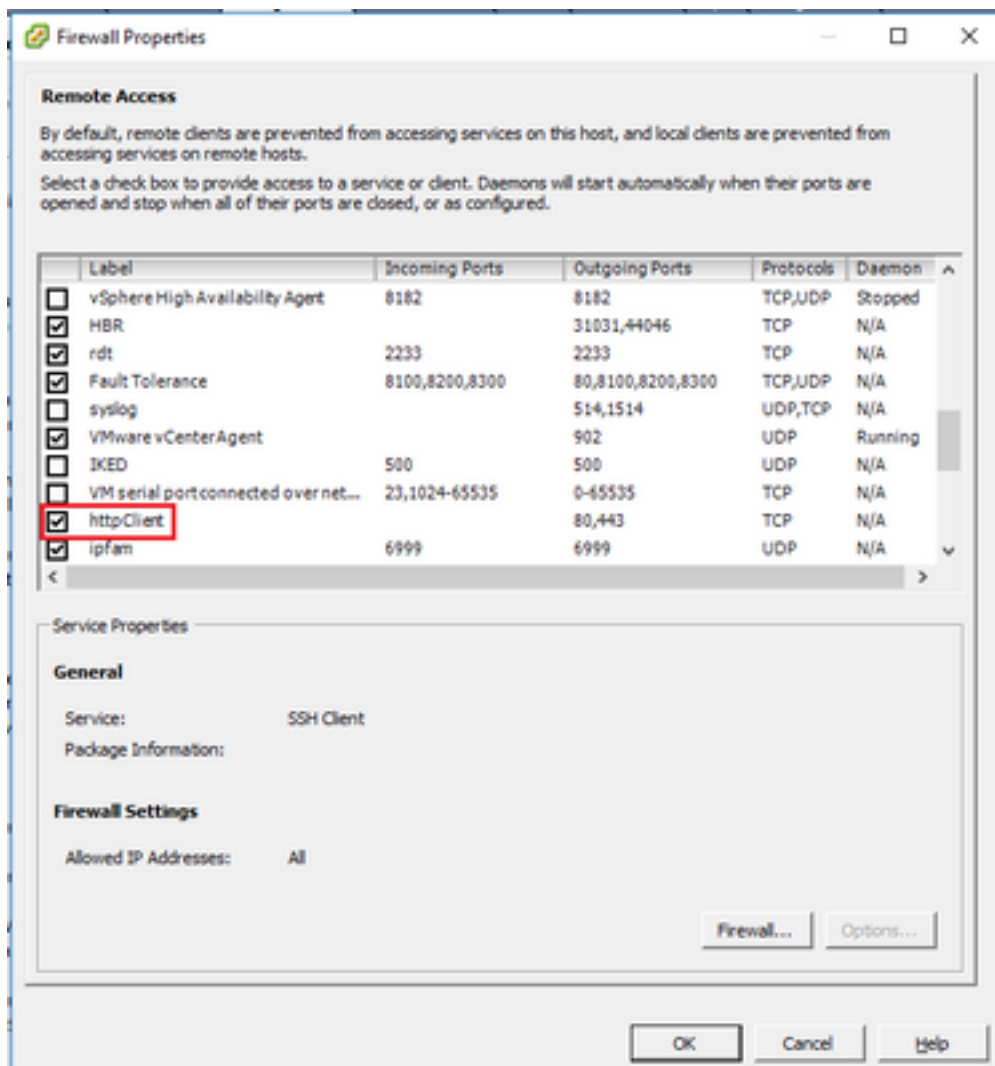 Firewall Properties
Remote Access
By default, remote clients are prevented from accessing services on this host, and local clients are prevented from
accessing services on remote hosts.
Select a check box to provide access to a service or client. Daemons will start automatically when their ports are
opened and stop when all of their ports are closed, or as configured.
Label Incoming Ports Outgoing Ports Protocols Daemon
vSphere High Availability Agent 8182 8182 TCP,UDP Stopped
HBR 31031,44046 TCP N/A
rdt 2233 2233 TCP N/A
Fault Tolerance 8100,8200,8300 80,8100,8200,8300 TCP,UDP N/A
syslog 514,1514 UDP,TCP N/A
VMware vCenterAgent 902 UDP Running
IKED 500 500 UDP N/A
VM serial port connected over net... 23,1024-65535 0-65535 TCP N/A
httpClient 80,443 TCP N/A
ipfam 6999 6999 UDP N/A
Service Properties
General
Service: SSH Client
Package Information:
Firewall Settings
Allowed IP Addresses: All
Firewall... Options...
OK Cancel Help